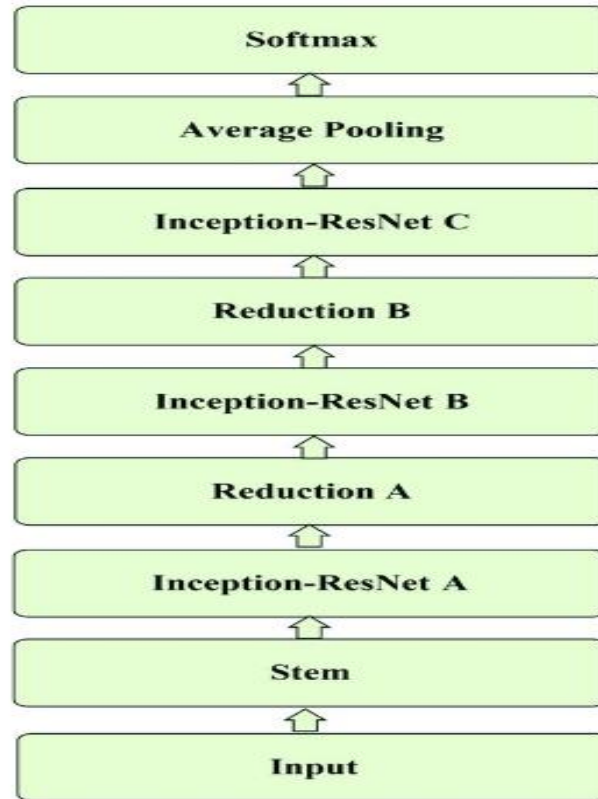 Softmax
Average Pooling
Inception-ResNet C
Reduction B
Inception-ResNet B
Reduction A
Inception-ResNet A
Stem
Input